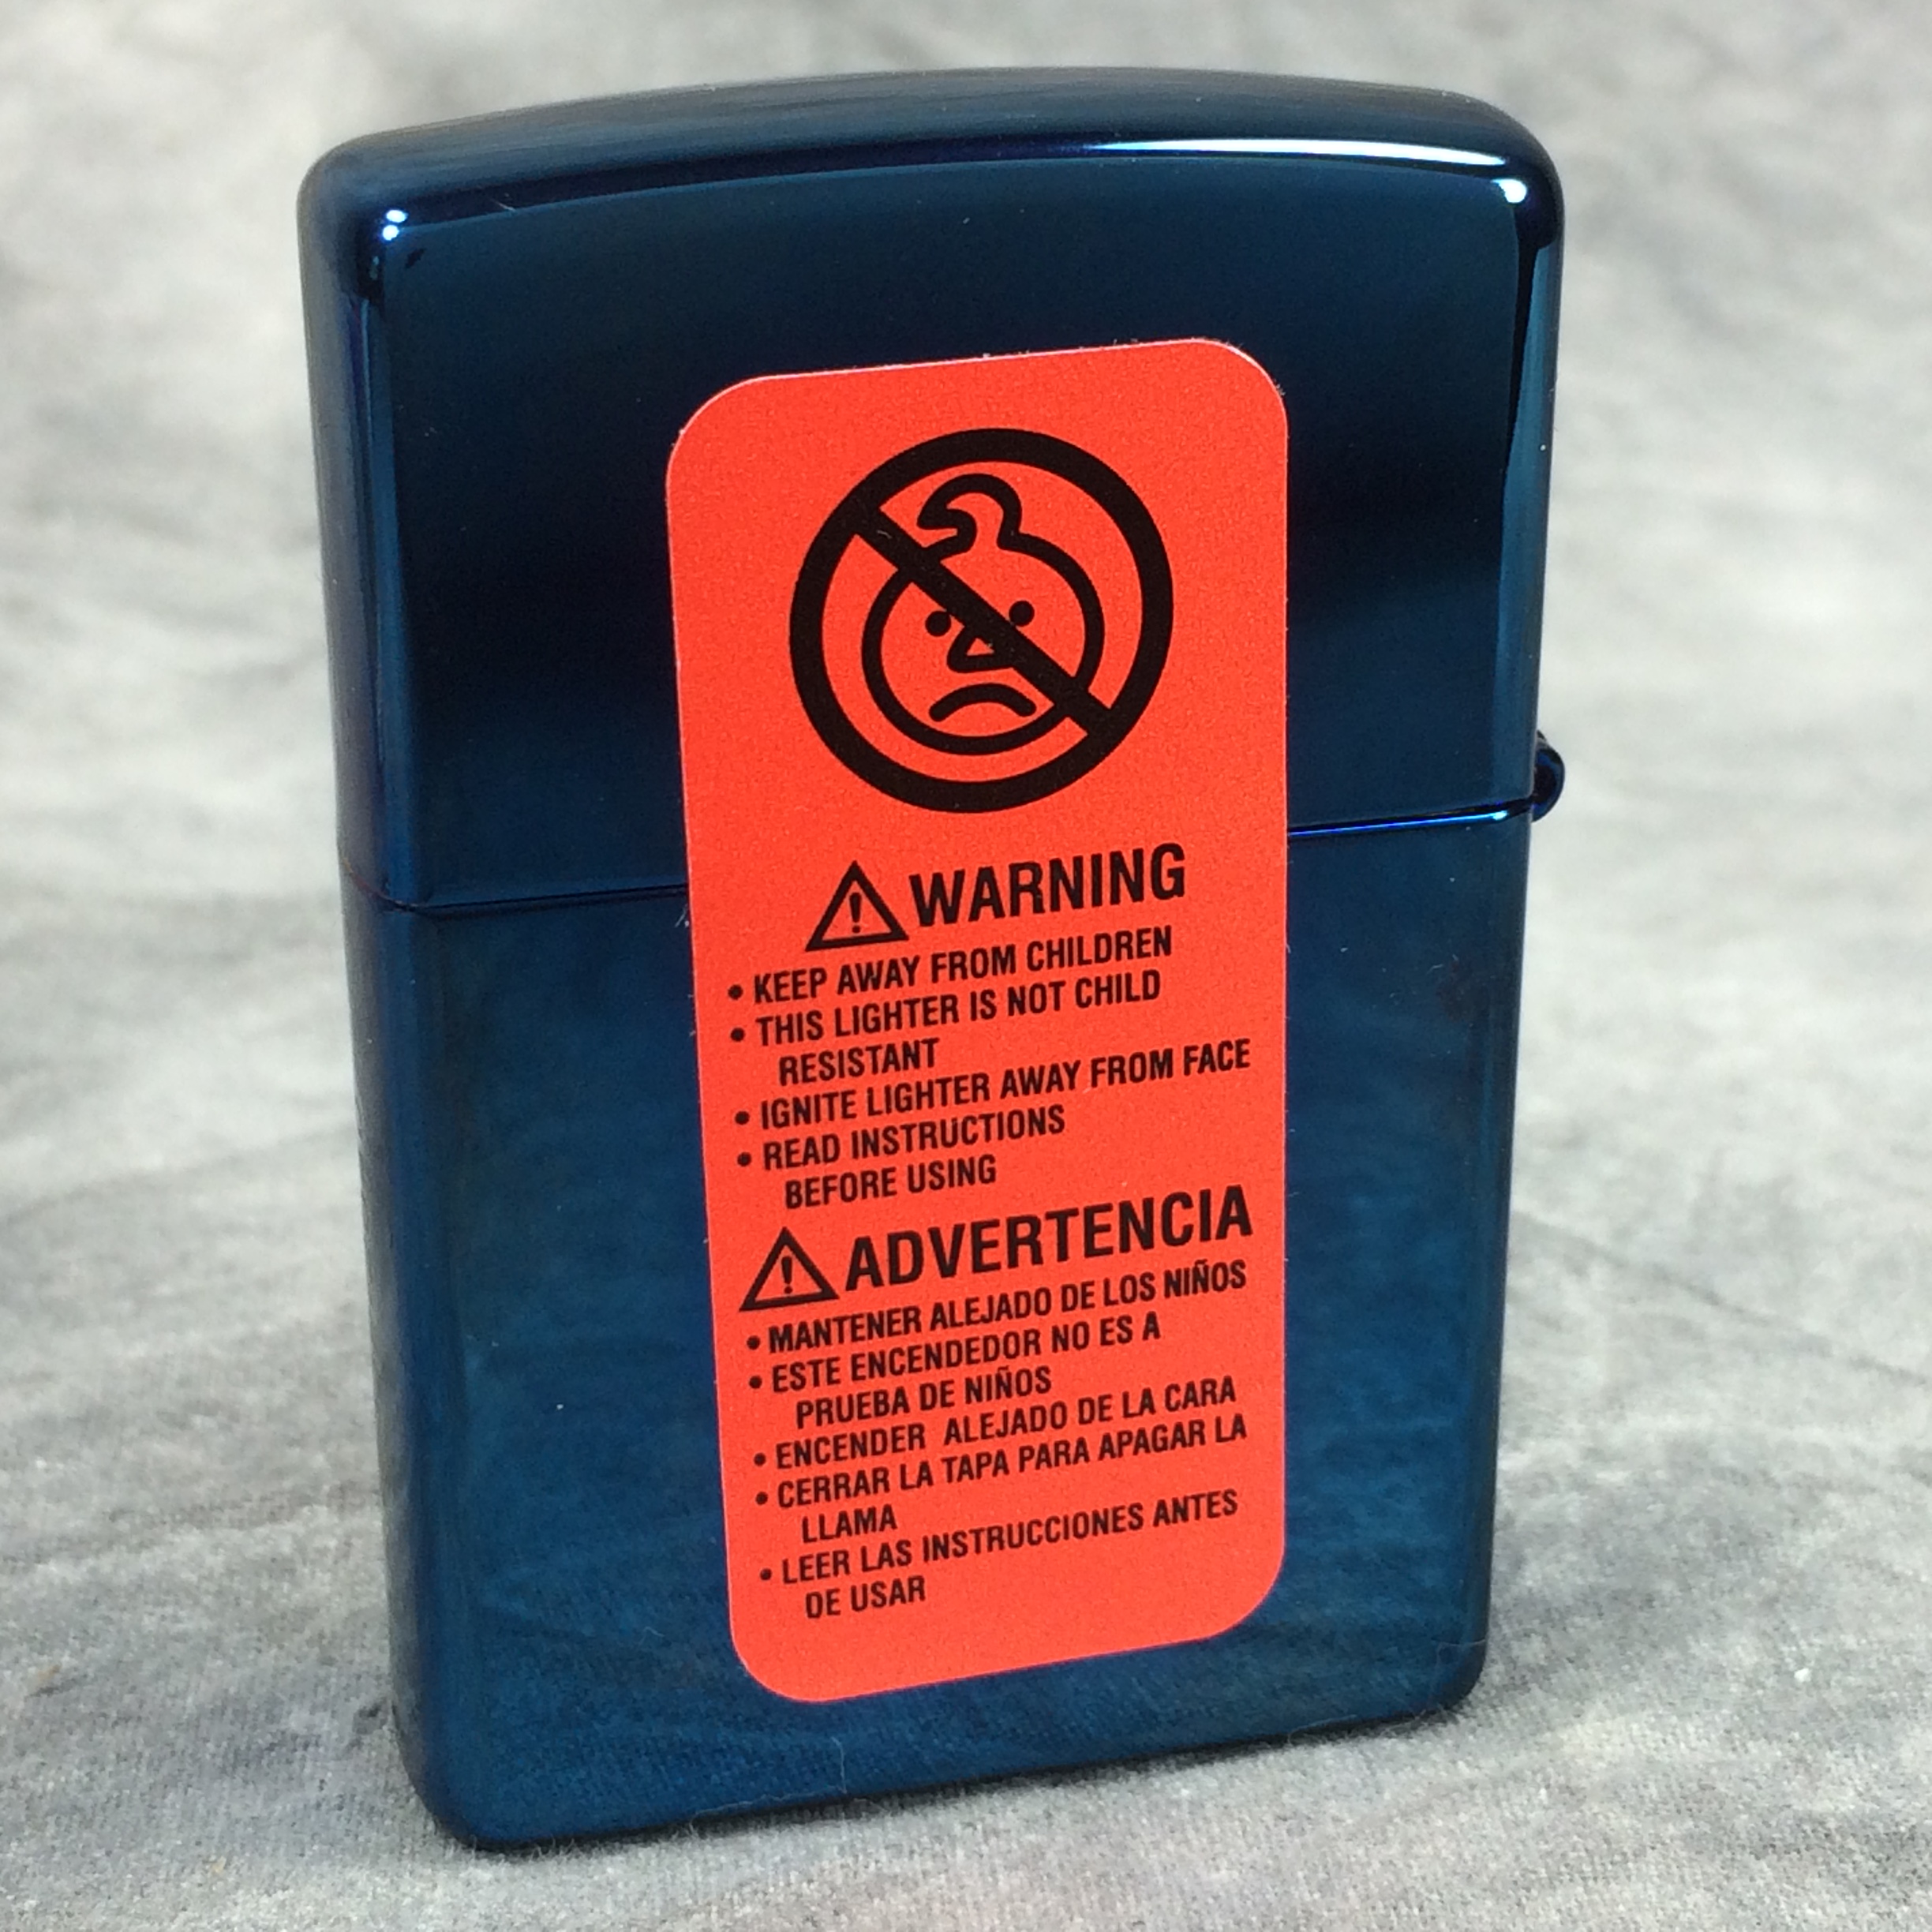 WARNING
• KEEP AWAY FROM CHILDREN
• THIS LIGHTER IS NOT CHILD
RESISTANT
• IGNITE LIGHTER AWAY FROM FACE
• READ INSTRUCTIONS
BEFORE USING
ADVERTENCIA
• MANTENER ALEJADO DE LOS NIÑOS
• ESTE ENCENDEDOR NO ES A
PRUEBA DE NIÑOS
• ENCENDER ALEJADO DE LA CARA
• CERRAR LA TAPA PARA APAGAR LA
LLAMA
• LEER LAS INSTRUCCIONES ANTES
DE USAR